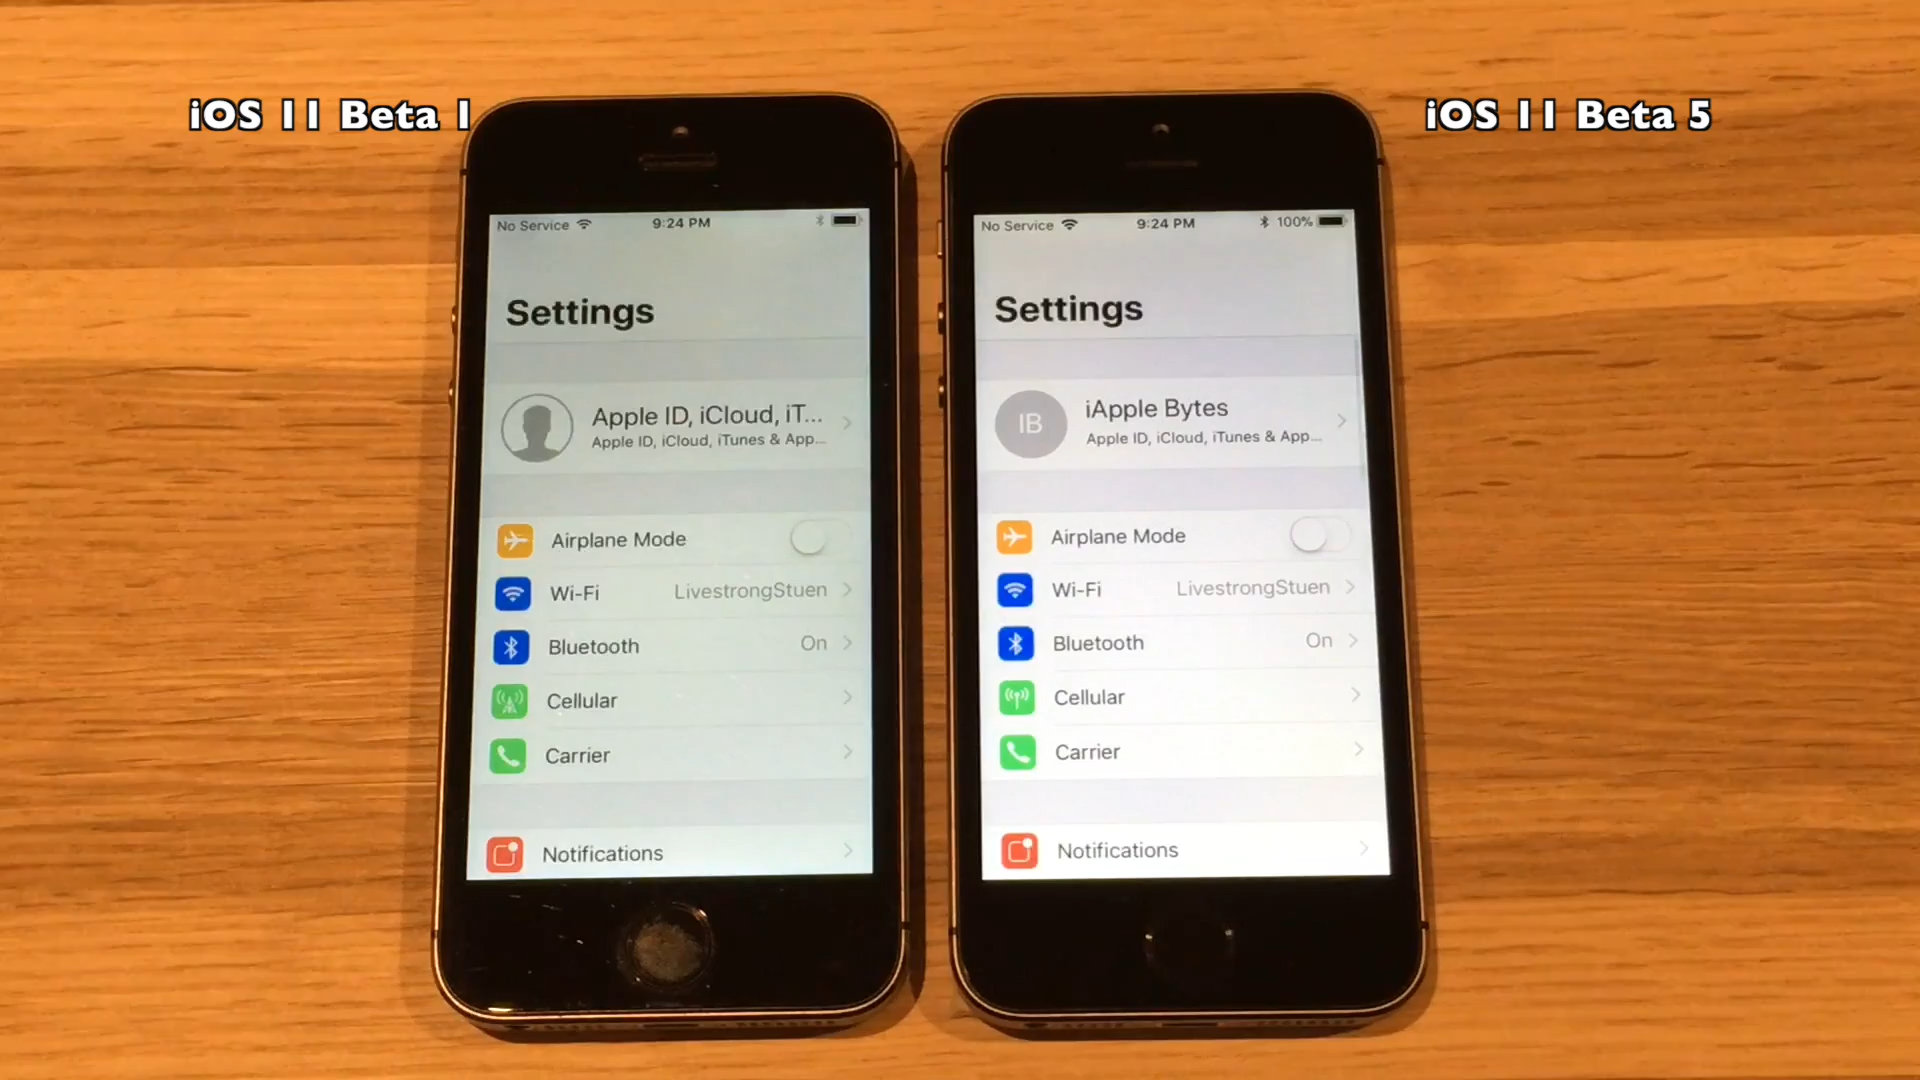 iOS 11 Beta 1
iOS 11 Beta 5
No Service 9:24 PM
Settings
Apple ID, iCloud, iT...
Apple ID, iCloud, iTunes & App...
Airplane Mode
Wi-Fi LivestrongStuen
Bluetooth On
Cellular
Carrier
Notifications
No Service 9:24 PM 100%
Settings
IB
iApple Bytes
Apple ID, iCloud, iTunes & App...
Airplane Mode
Wi-Fi LivestrongStuen
Bluetooth On
Cellular
Carrier
Notifications